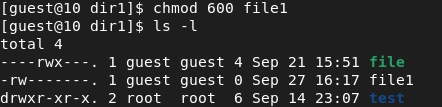 [guest@10 dir1]$ chmod 600 file1
[guest@10 dir1]$ ls -l
total 4
----rwx---. 1 guest guest 4 Sep 21 15:51 file
-rw-------. 1 guest guest 0 Sep 27 16:17 file1
drwxr-xr-x. 2 root  root  6 Sep 14 23:07 test